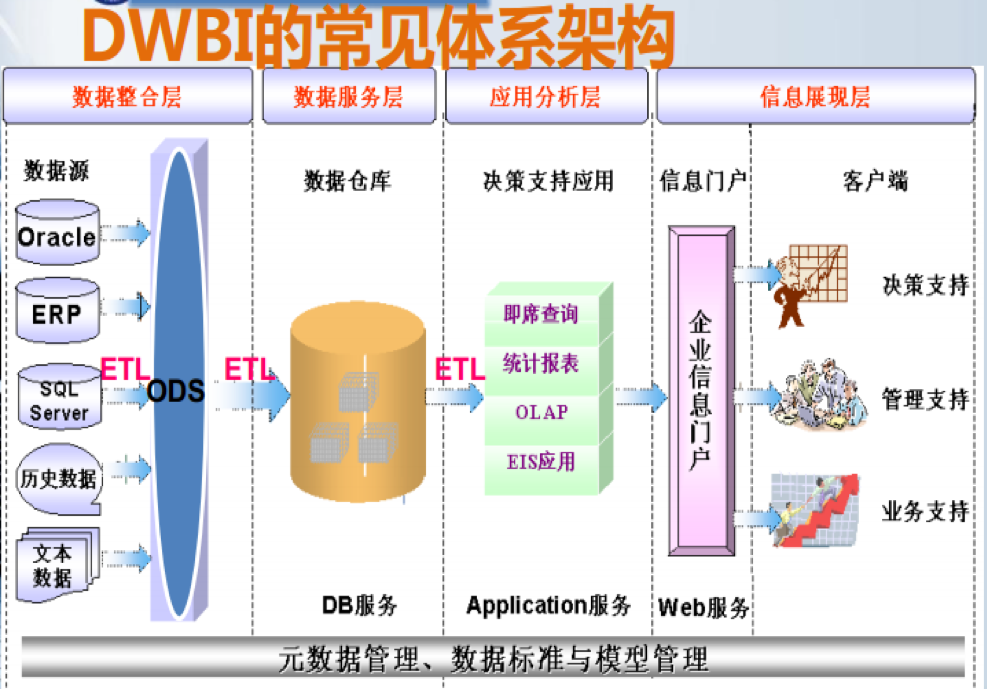 DWBI的常见体系架构
数据整合层
数据服务层
应用分析层
信息展现层
数据源
数据仓库
决策支持应用
信息门户
客户端
Oracle
ERP
SQL
Server
历史数据
文本
数据
ETL
ODS
ETL
ETL
即席查询
统计报表
OLAP
EIS应用
企业信息门户
决策支持
管理支持
业务支持
DB服务
Application服务
Web服务
元数据管理、数据标准与模型管理